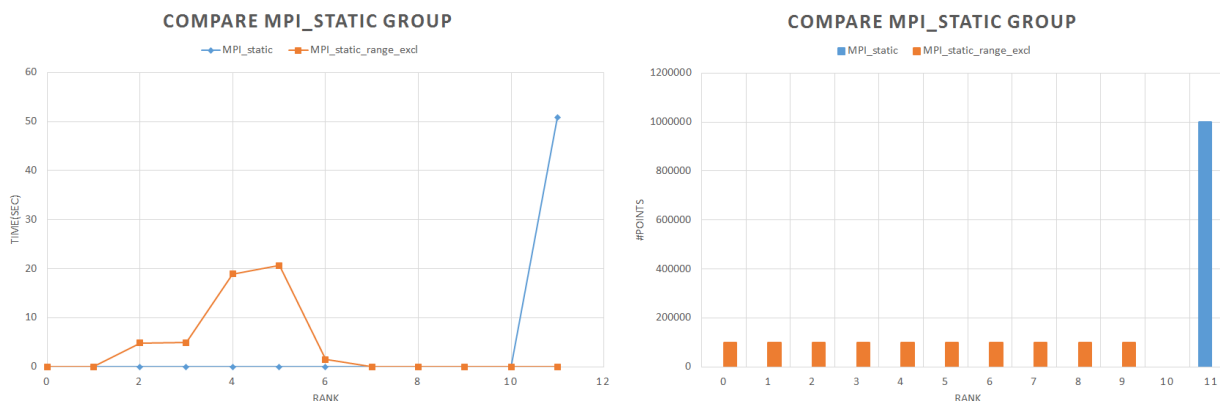 COMPARE MPI_STATIC GROUP
MPI_static MPI_static_range_excl
60
50
40
30
20
10
0
TIME(SEC)
0 2 4 6 8 10 12
RANK
COMPARE MPI_STATIC GROUP
MPI_static MPI_static_range_excl
1200000
1000000
800000
600000
400000
200000
0
#POINTS
0 1 2 3 4 5 6 7 8 9 10 11
RANK